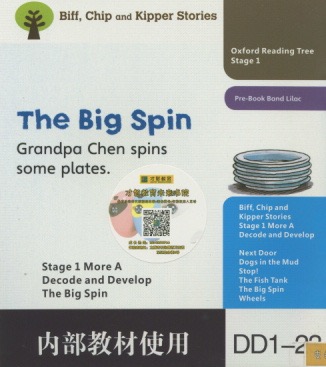 Biff, Chip and Kipper Stories
Oxford Reading Tree
Stage 1
Pre-Book Bond Lilac
The Big Spin
Grandpa Chen spins
some plates.
Biff, Chip and
Kipper Stories
Stage 1 More A
Decode and Develop
Next Door
Dogs in the Mud
Stop!
The Fish Tank
The Big Spin
Wheels
Stage 1 More A
Decode and Develop
The Big Spin
内部教材使用